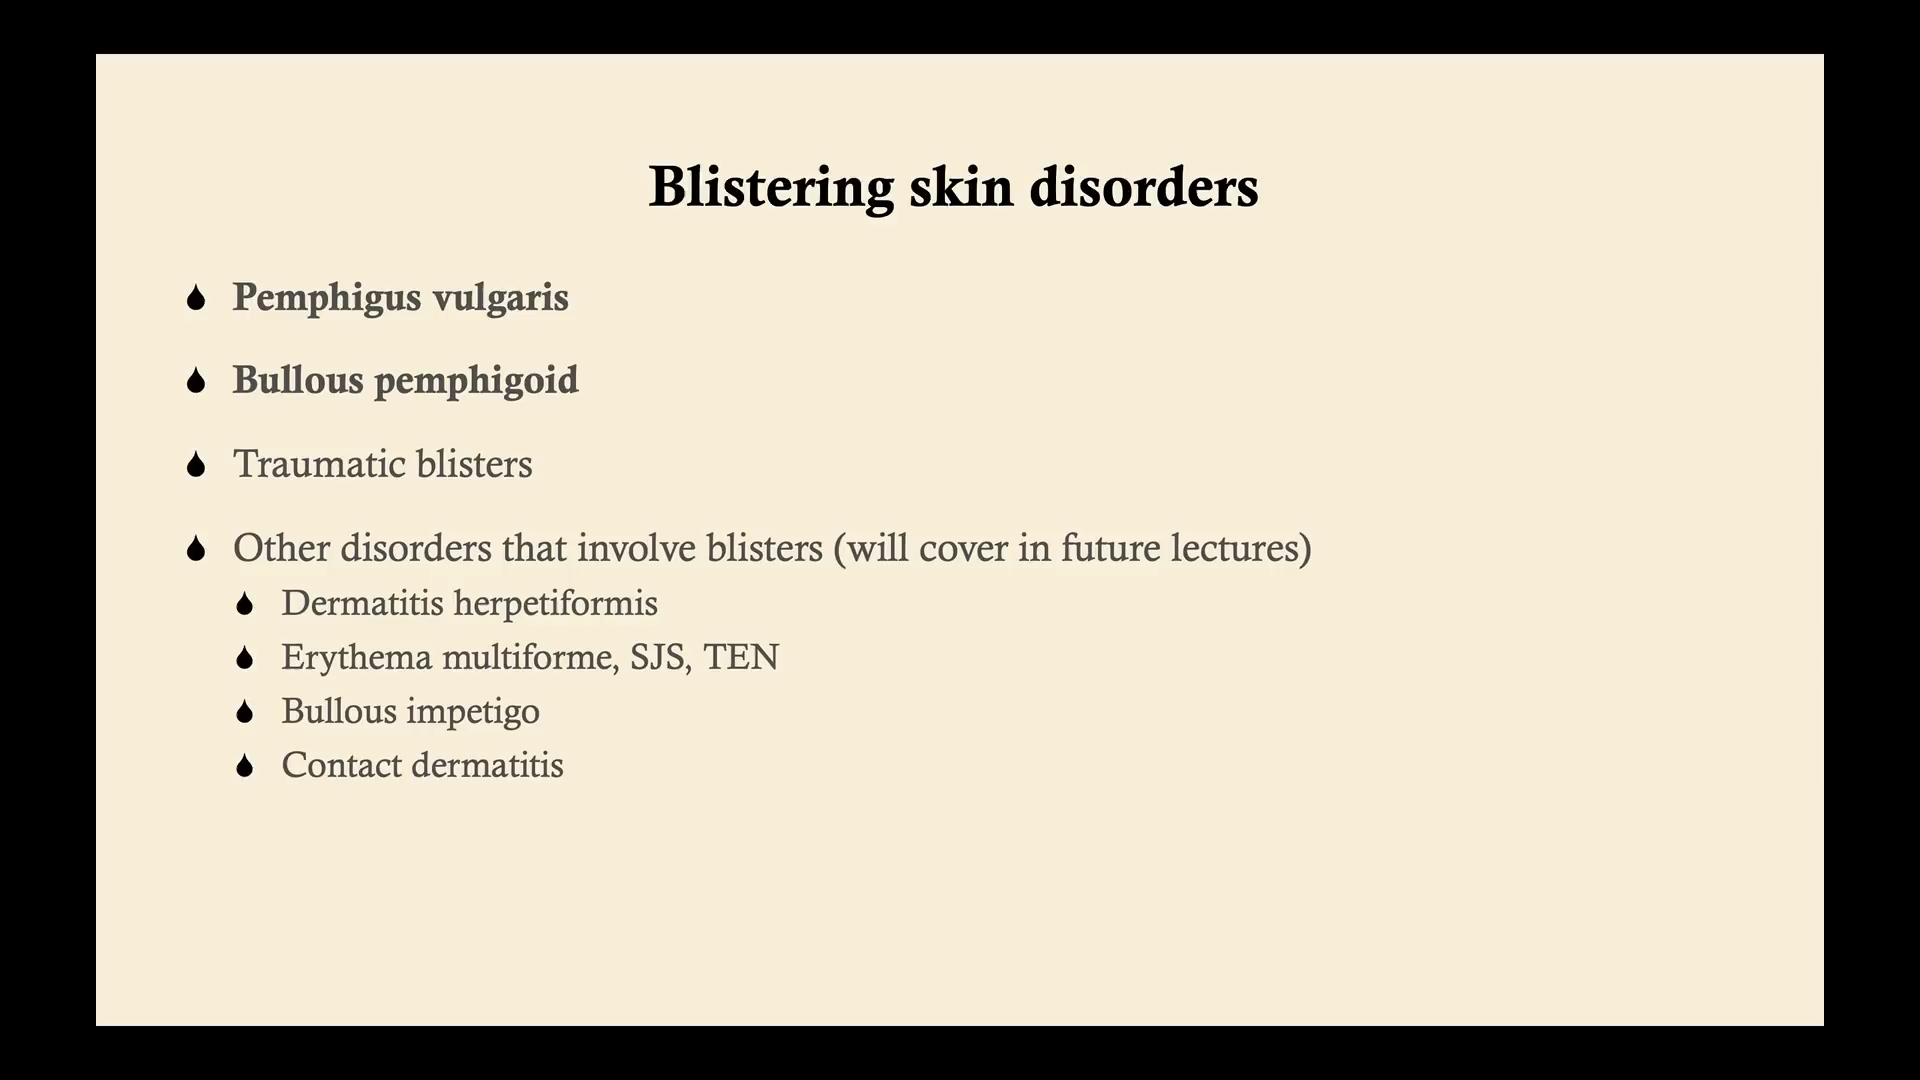 Blistering skin disorders
Pemphigus vulgaris
Bullous pemphigoid
Traumatic blisters
Other disorders that involve blisters (will cover in future lectures)
Dermatitis herpetiformis
Erythema multiforme, SJS, TEN
Bullous impetigo
Contact dermatitis